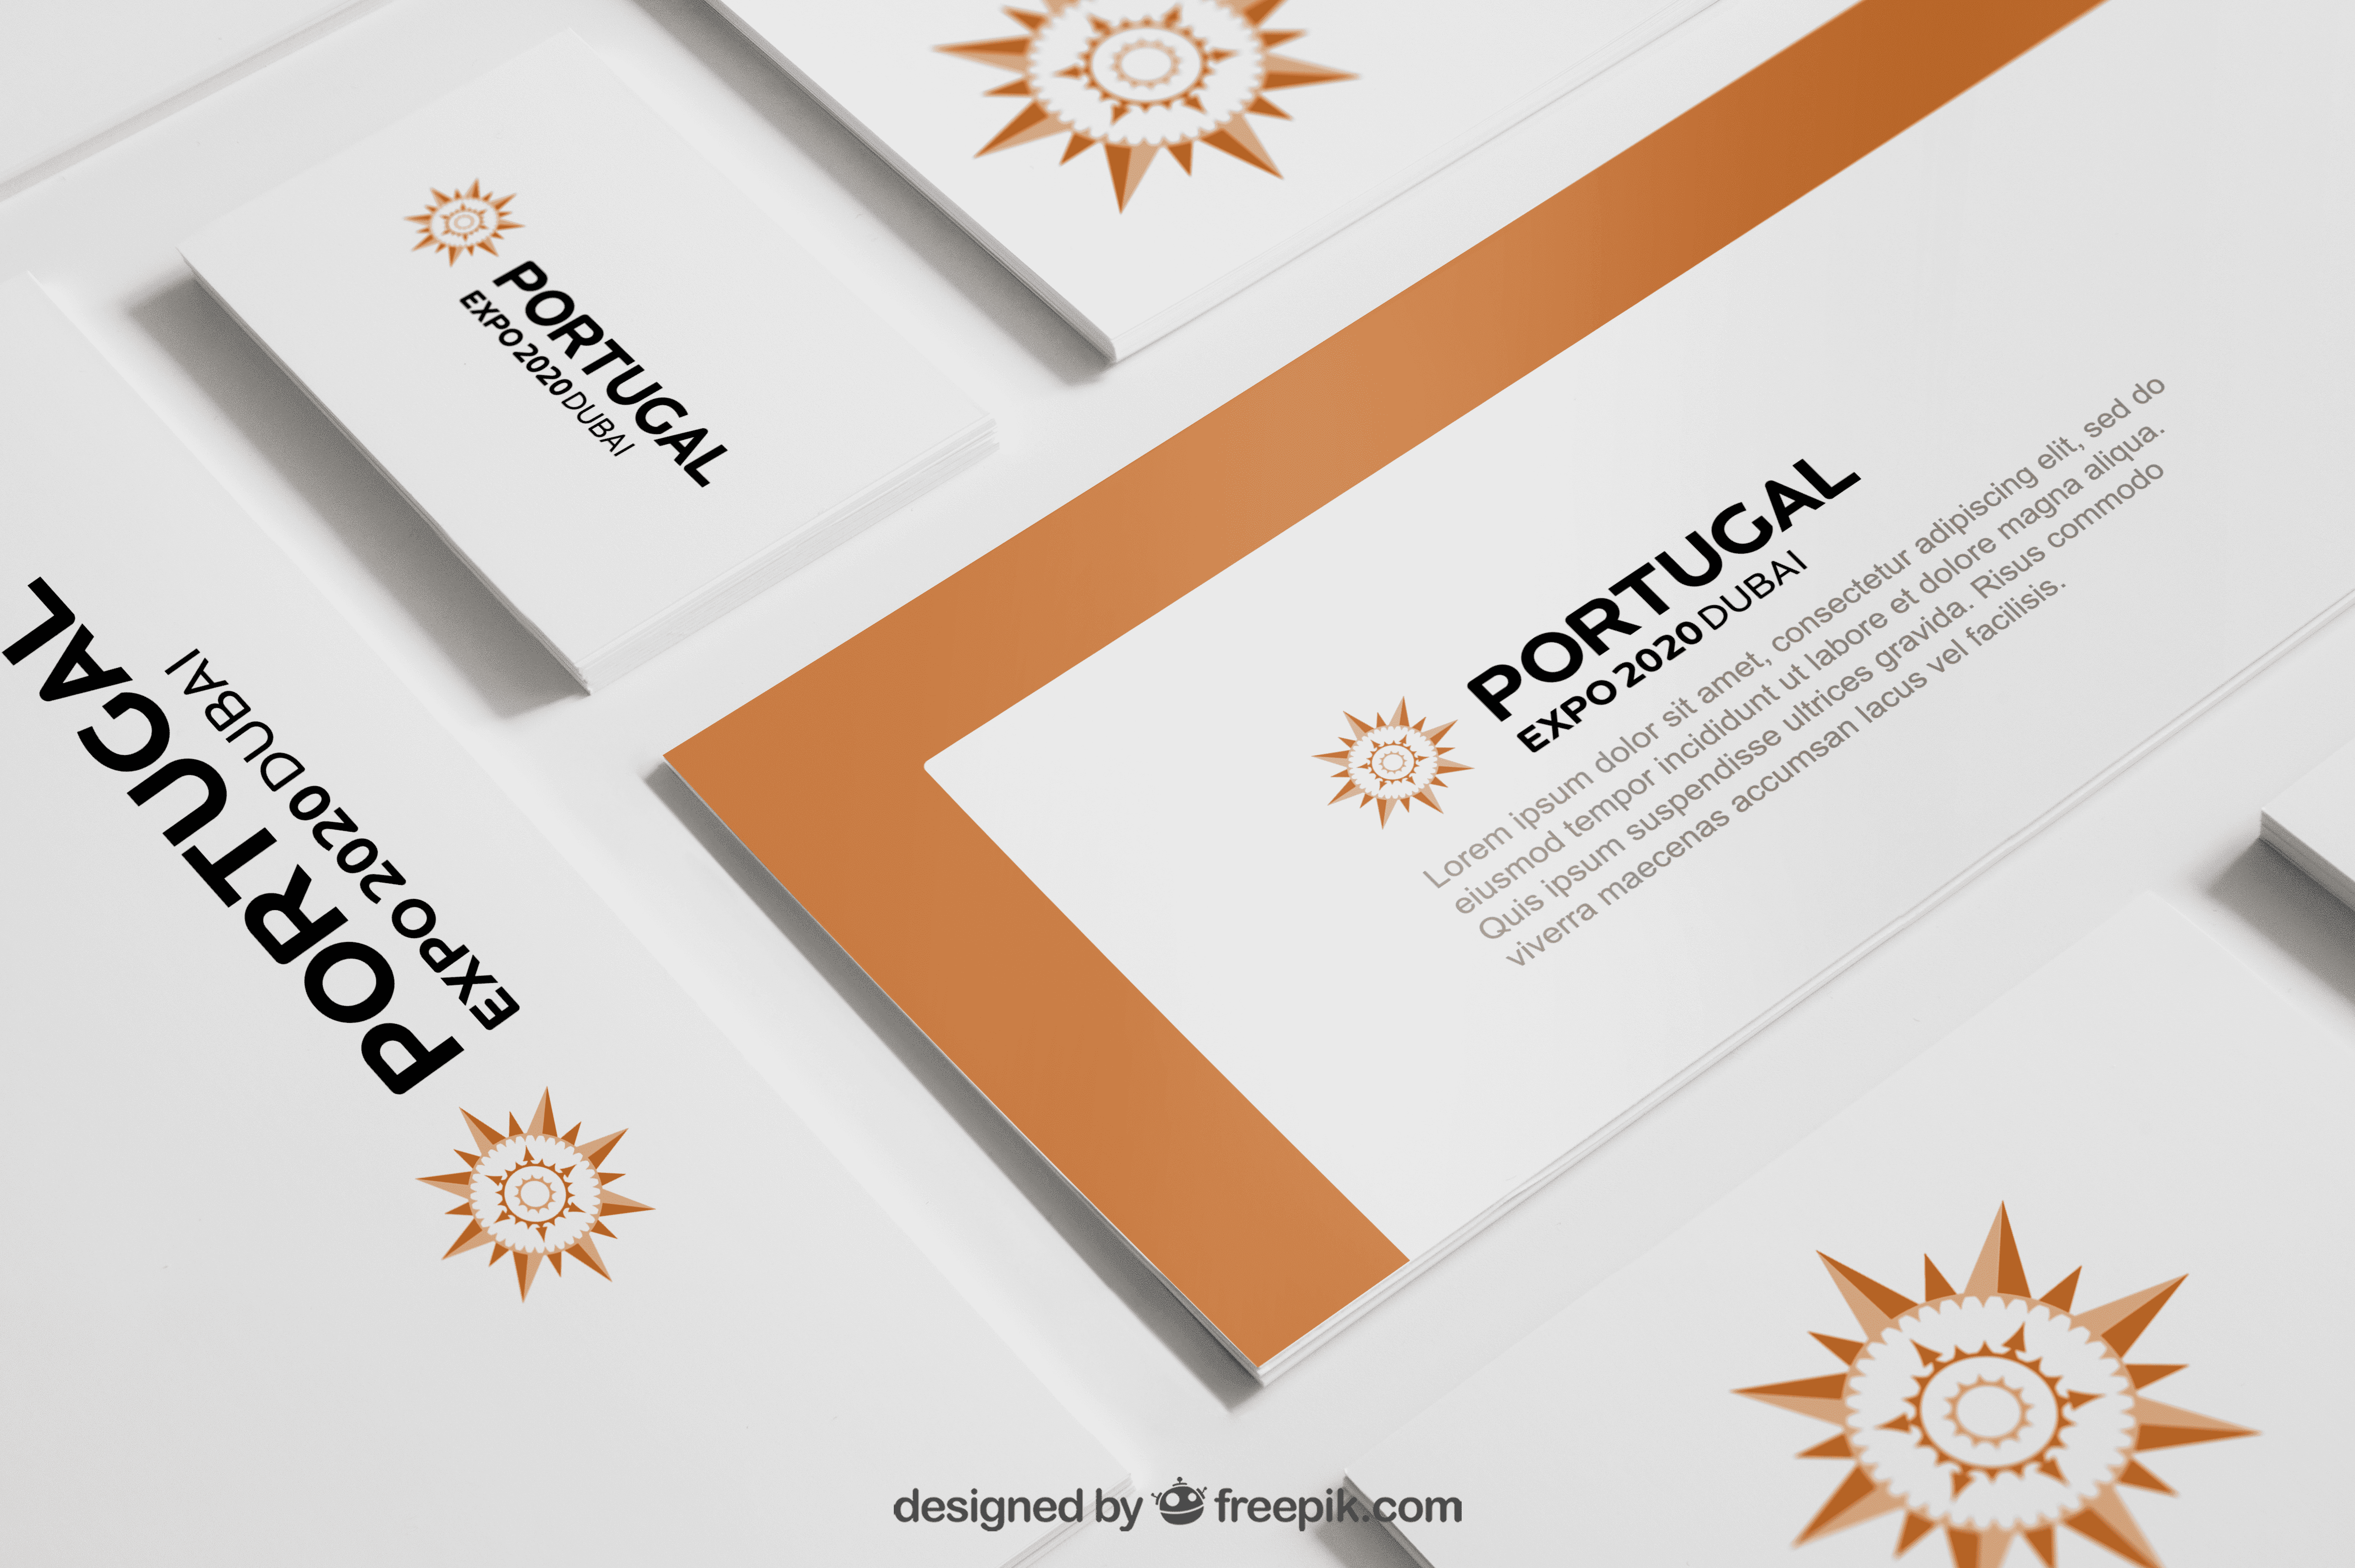 PORTUGAL
EXPO 2020 DUBAI
PORTUGAL
EXPO 2020 DUBAI
PORTUGAL
EXPO 2020 DUBAI
Lorem ipsum dolor sit amet, consectetur adipiscing elit, sed do
eiusmod tempor incididunt ut labore et dolore magna aliqua.
Quis ipsum suspendisse ultrices gravida. Risus commodo
viverra maecenas accumsan lacus vel facilisis.
designed by freepik.com